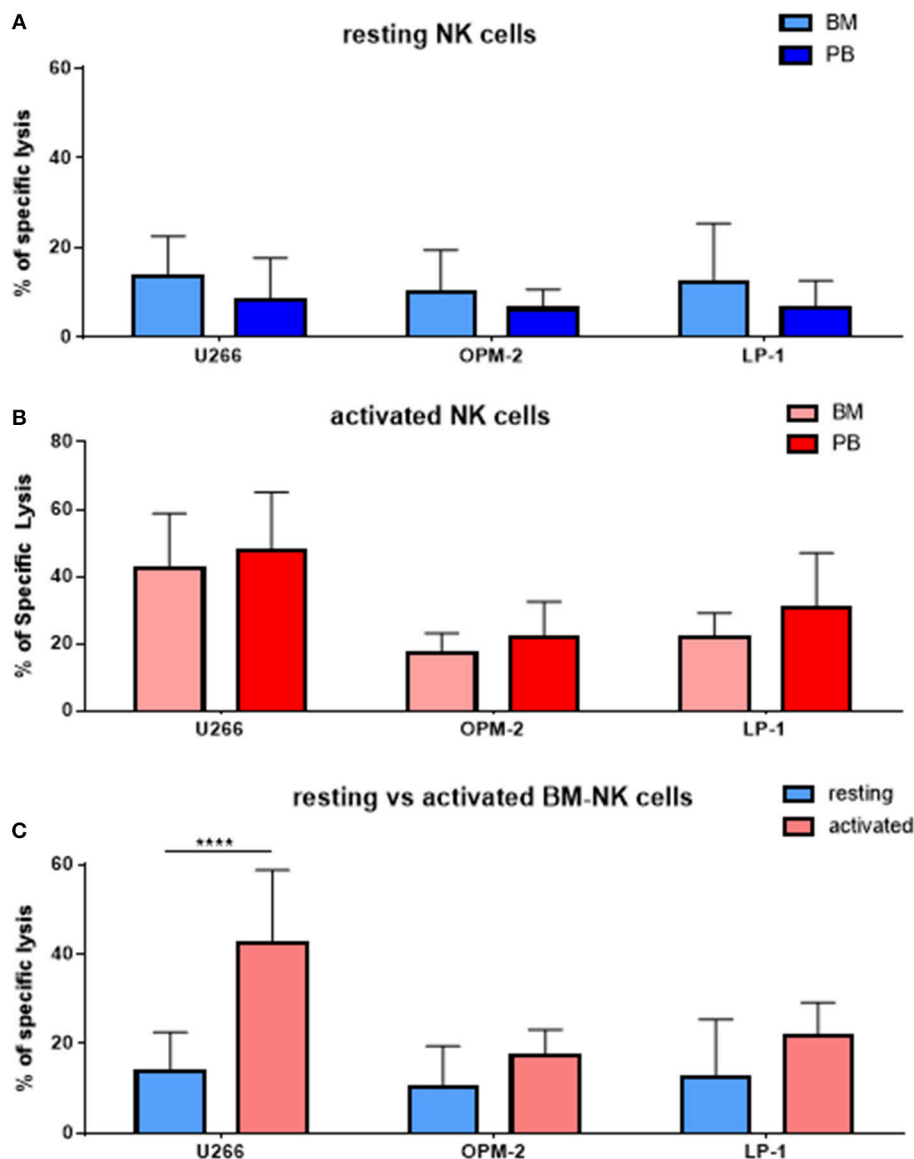 A
resting NK cells
BM
PB
% of specific lysis
60
40
20
0
U266
OPM-2
LP-1
B
activated NK cells
BM
PB
% of Specific Lysis
80
60
40
20
0
U266
OPM-2
LP-1
C
resting vs activated BM-NK cells
resting
activated
****
% of specific lysis
60
40
20
0
U266
OPM-2
LP-1